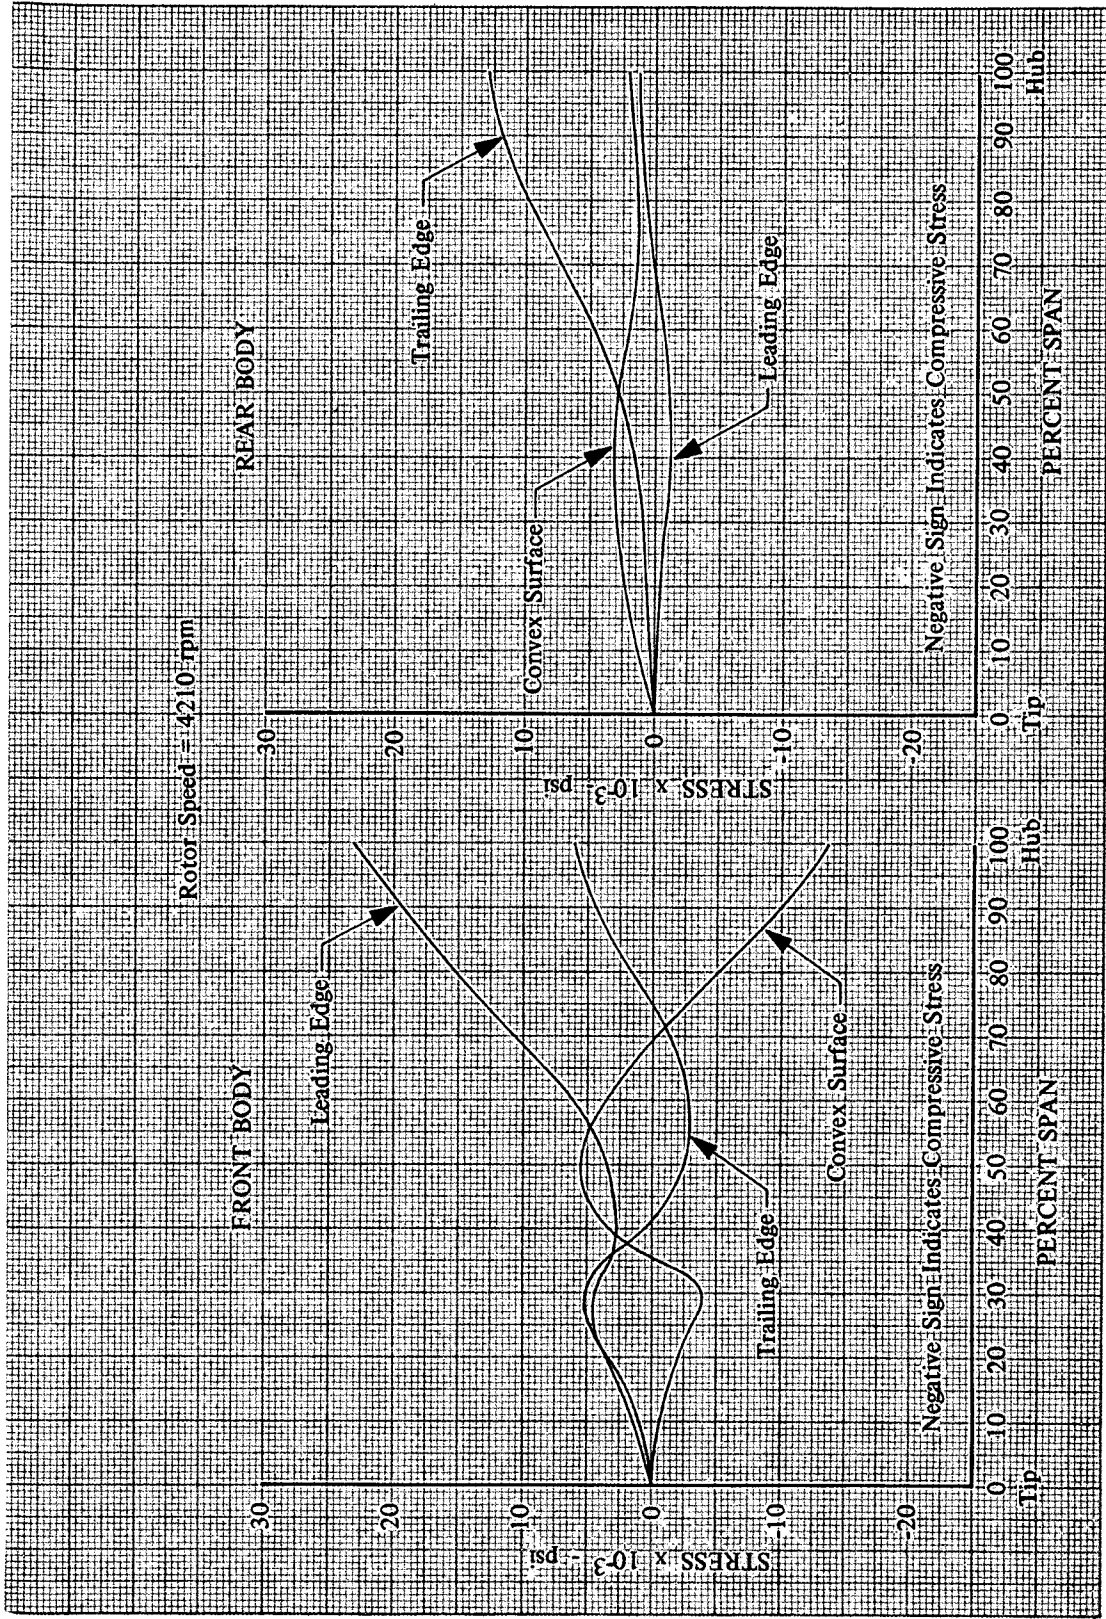 Rotor Speed = 4210 rpm
FRONT BODY
Leading Edge
Trailing Edge
Convex Surface
Negative Sign Indicates Compressive Stress
STRESS x 10-3 - psi
30
20
10
0
-10
-20
0 10 20 30 40 50 60 70 80 90 100
Tip Hub
PERCENT SPAN
REAR BODY
Trailing Edge
Convex Surface
Leading Edge
Negative Sign Indicates Compressive Stress
STRESS x 10-3 - psi
30
20
10
0
-10
-20
0 10 20 30 40 50 60 70 80 90 100
Tip Hub
PERCENT SPAN